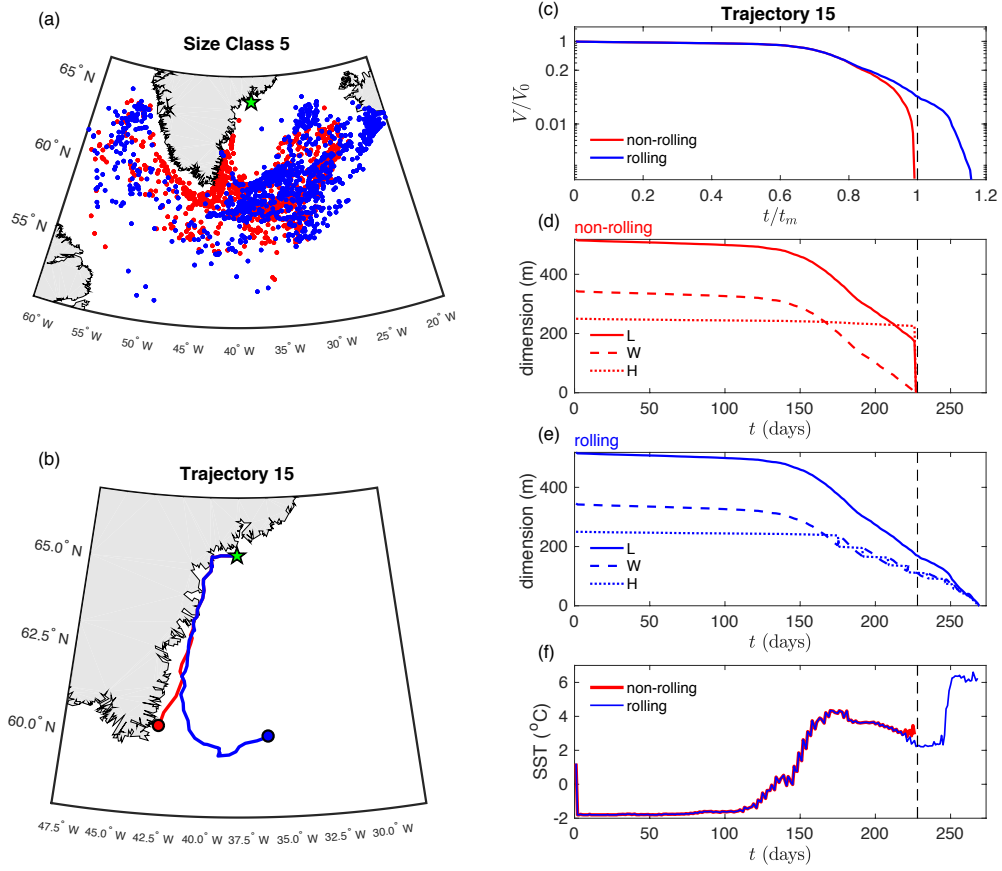 (a)
Size Class 5
65° N
60° N
55° N
60° W
55° W
50° W
45° W
40° W
35° W
30° W
25° W
20° W
(b)
Trajectory 15
65.0° N
62.5° N
60.0° N
47.5° W
45.0° W
42.5° W
40.0° W
37.5° W
35.0° W
32.5° W
30.0° W
(c)
Trajectory 15
1
0.2
0.01
V/V₀
non-rolling
rolling
0 0.2 0.4 0.6 0.8 1 1.2
t/tₘ
(d)
non-rolling
400
200
0
dimension (m)
L
W
H
0 50 100 150 200 250
t (days)
(e)
rolling
400
200
0
dimension (m)
L
W
H
0 50 100 150 200 250
t (days)
(f)
6
4
2
0
-2
SST (°C)
non-rolling
rolling
0 50 100 150 200 250
t (days)